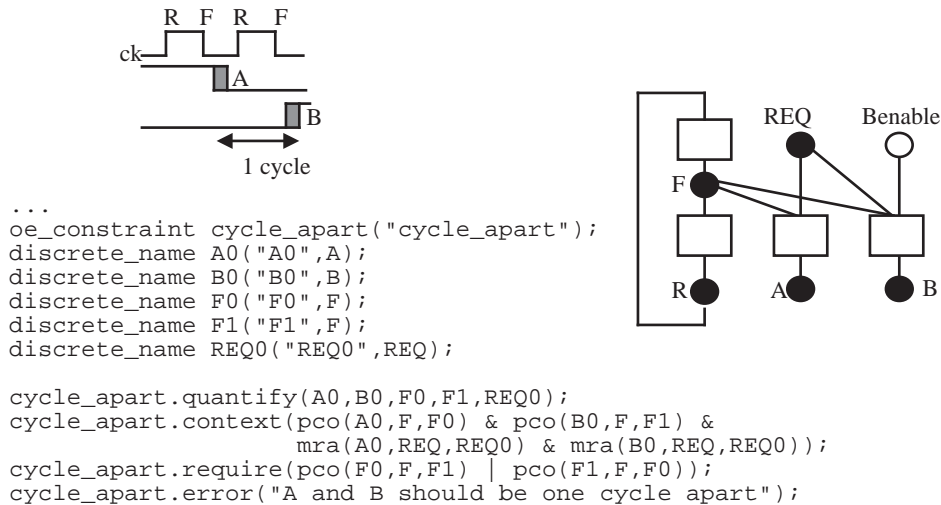 R F R F
ck
A
B
1 cycle
REQ Benable
F
R A B
...
oe_constraint cycle_apart("cycle_apart");
discrete_name A0("A0",A);
discrete_name B0("B0",B);
discrete_name F0("F0",F);
discrete_name F1("F1",F);
discrete_name REQ0("REQ0",REQ);
cycle_apart.quantify(A0,B0,F0,F1,REQ0);
cycle_apart.context(pco(A0,F,F0) & pco(B0,F,F1) &
mra(A0,REQ,REQ0) & mra(B0,REQ,REQ0));
cycle_apart.require(pco(F0,F,F1) | pco(F1,F,F0));
cycle_apart.error("A and B should be one cycle apart");